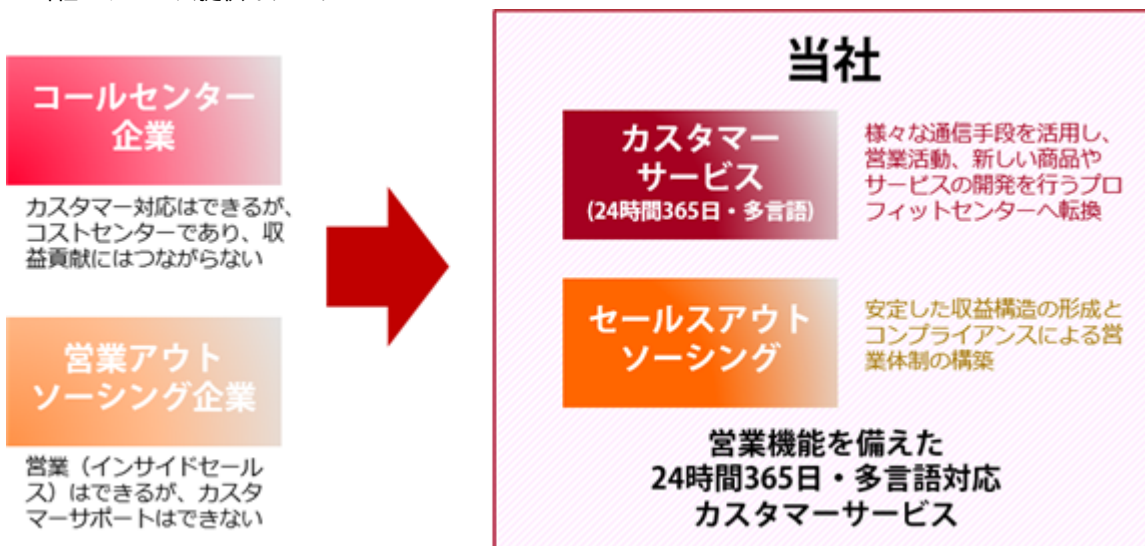 コールセンター
企業
カスタマー対応はできるが、
コストセンターであり、収
益貢献にはつながらない
営業アウト
ソーシング企業
営業（インサイドセール
ス）はできるが、カスタ
マーサポートはできない
当社
カスタマー
サービス
(24時間365日・多言語)
様々な通信手段を活用し、
営業活動、新しい商品や
サービスの開発を行うプロ
フィットセンターへ転換
セールスアウト
ソーシング
安定した収益構造の形成と
コンプライアンスによる営
業体制の構築
営業機能を備えた
24時間365日・多言語対応
カスタマーサービス